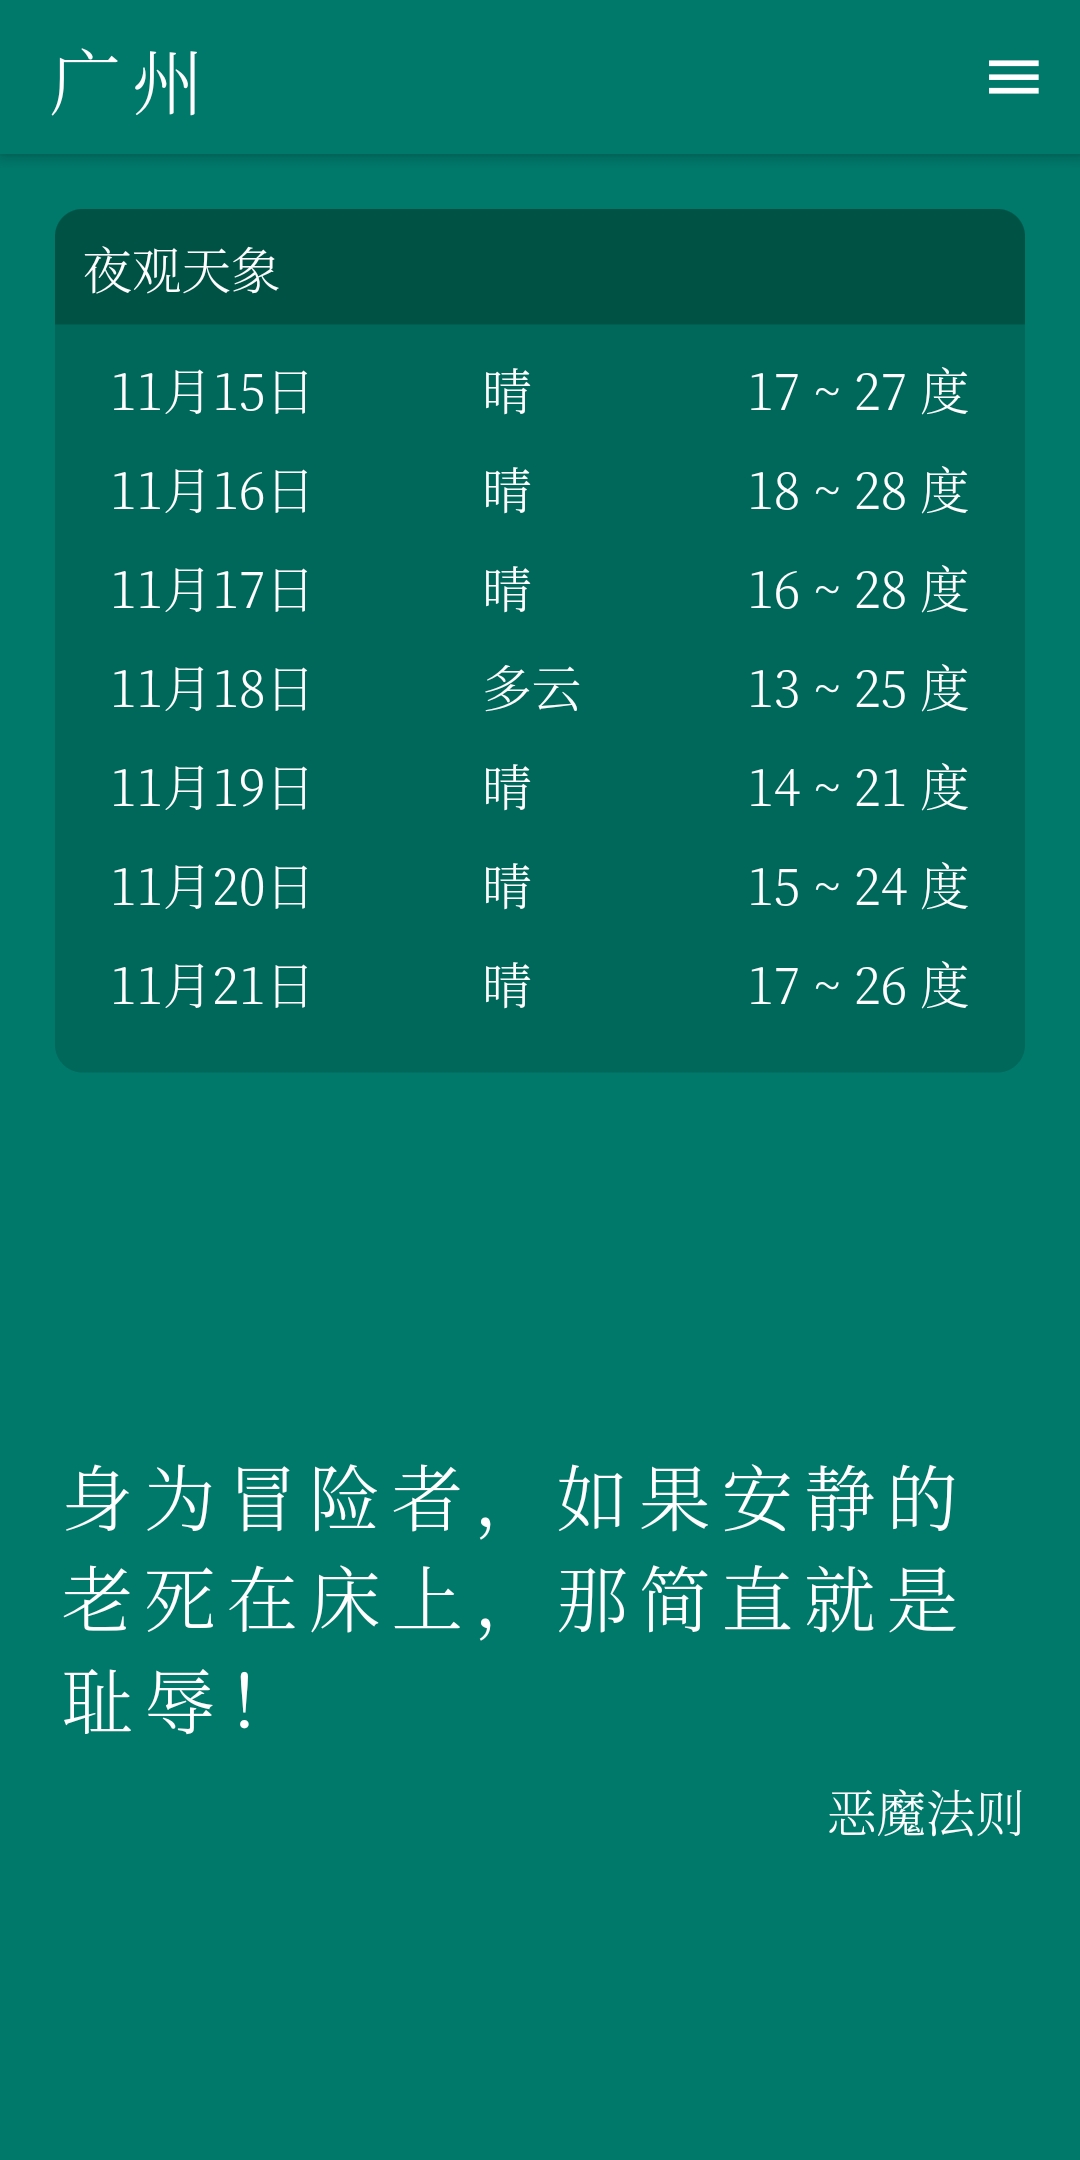 广州
夜观天象
11月15日 晴 17 ~ 27 度
11月16日 晴 18 ~ 28 度
11月17日 晴 16 ~ 28 度
11月18日 多云 13 ~ 25 度
11月19日 晴 14 ~ 21 度
11月20日 晴 15 ~ 24 度
11月21日 晴 17 ~ 26 度
身为冒险者，如果安静的
老死在床上，那简直就是
耻辱！
恶魔法则